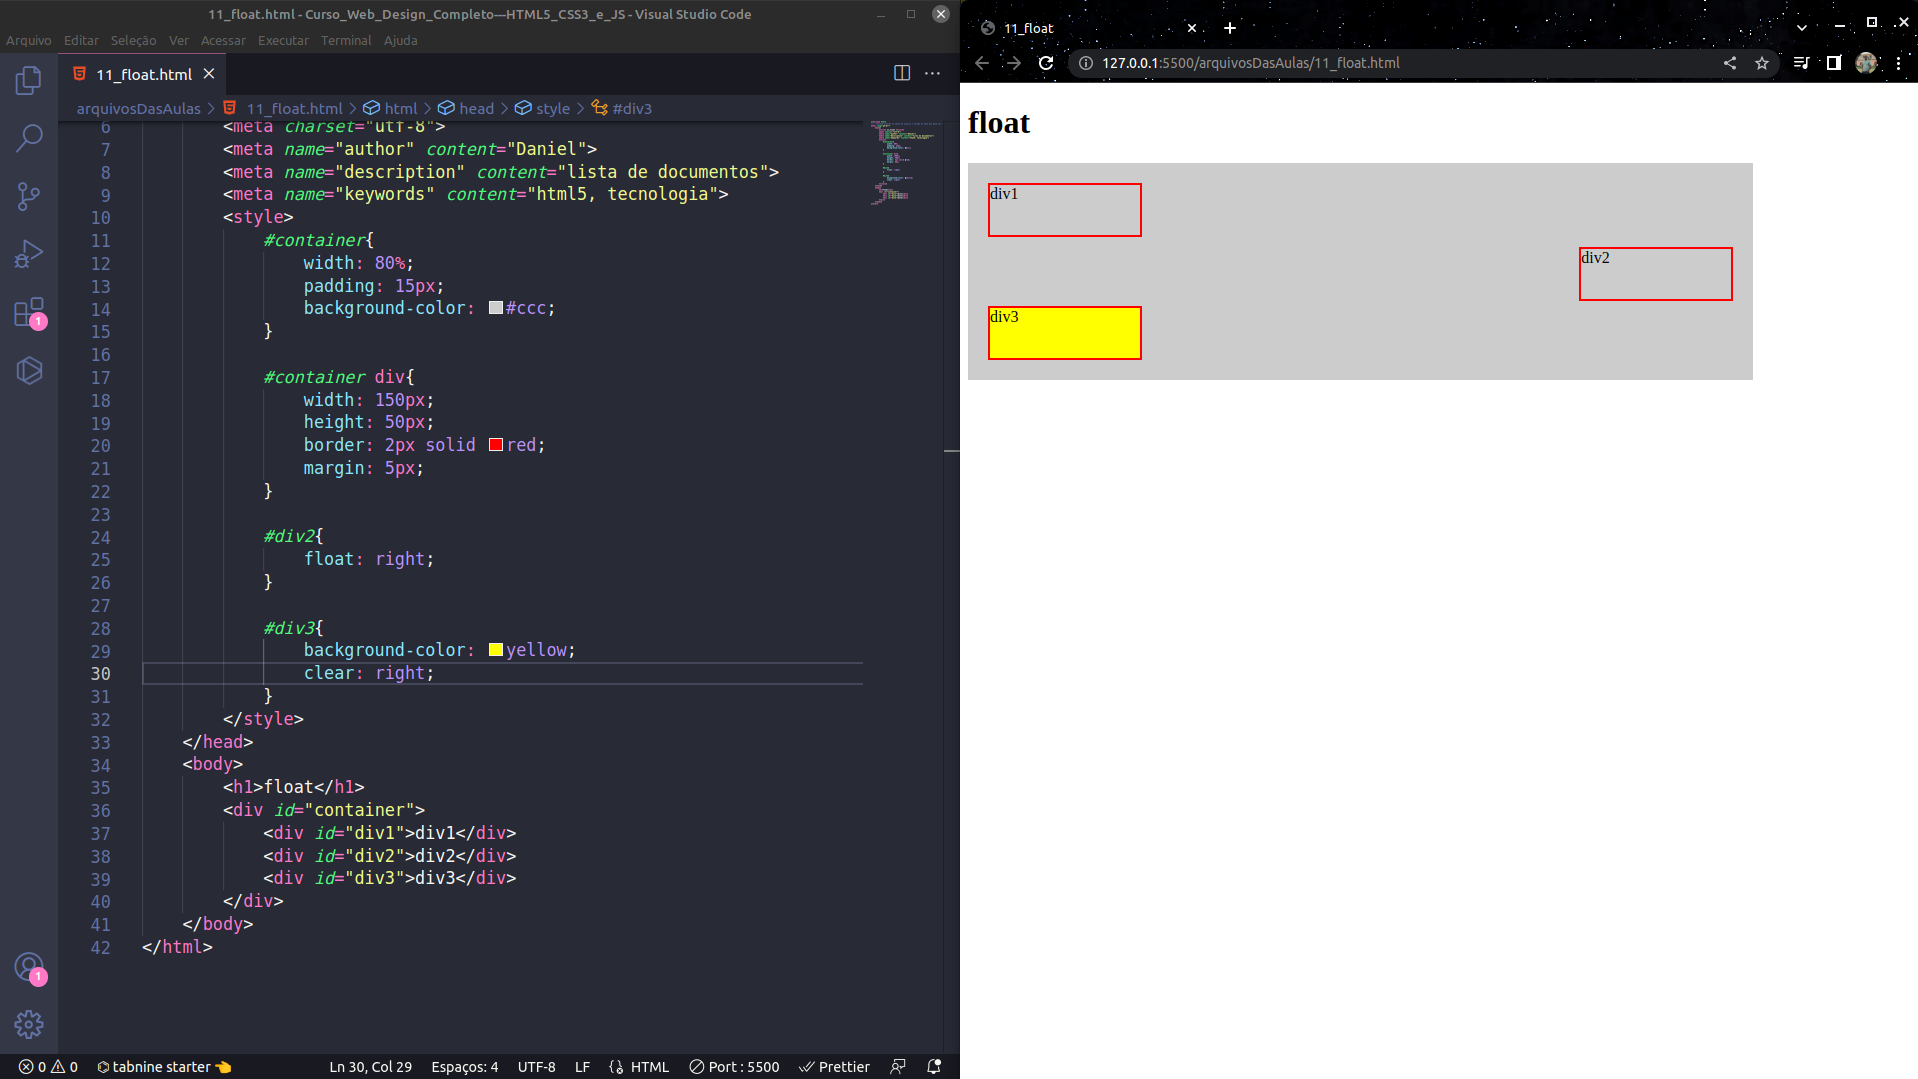 11_float.html - Curso_Web_Design_Completo---HTML5_CSS3_e_JS - Visual Studio Code
Arquivo Editar Seleção Ver Acessar Executar Terminal Ajuda
11_float.html
arquivosDasAulas > 11_float.html > html > head > style > #div3
6 <meta charset="utf-8">
7 <meta name="author" content="Daniel">
8 <meta name="description" content="lista de documentos">
9 <meta name="keywords" content="html5, tecnologia">
10 <style>
11 #container{
12 width: 80%;
13 padding: 15px;
14 background-color: #ccc;
15 }
16
17 #container div{
18 width: 150px;
19 height: 50px;
20 border: 2px solid red;
21 margin: 5px;
22 }
23
24 #div2{
25 float: right;
26 }
27
28 #div3{
29 background-color: yellow;
30 clear: right;
31 }
32 </style>
33 </head>
34 <body>
35 <h1>float</h1>
36 <div id="container">
37 <div id="div1">div1</div>
38 <div id="div2">div2</div>
39 <div id="div3">div3</div>
40 </div>
41 </body>
42 </html>
1
1
0 0 tabnine starter Ln 30, Col 29 Espaços: 4 UTF-8 LF HTML Port : 5500 Prettier
11_float
127.0.0.1:5500/arquivosDasAulas/11_float.html
float
div1
div2
div3